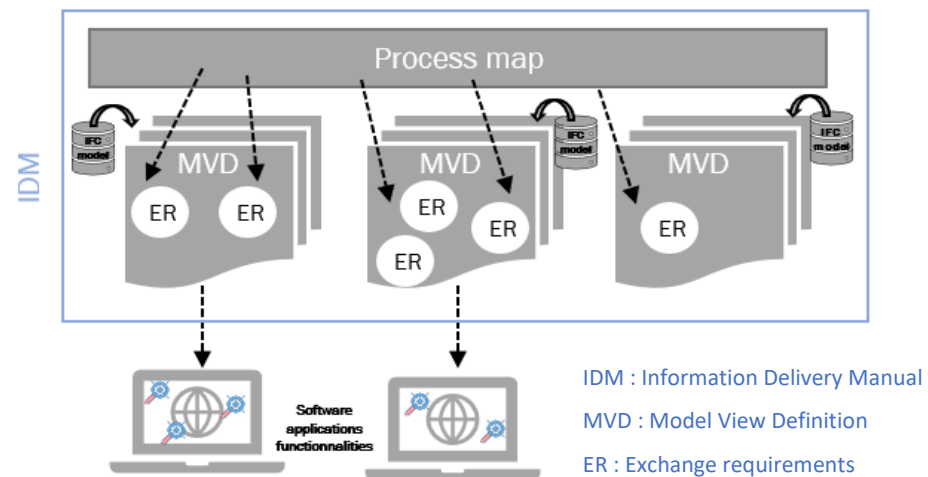 Process map
IFC
model
IFC
model
IFC
model
MVD
MVD
MVD
ER
ER
ER
ER
ER
ER
IDM
Software
applications
functionnalities
IDM : Information Delivery Manual
MVD : Model View Definition
ER : Exchange requirements